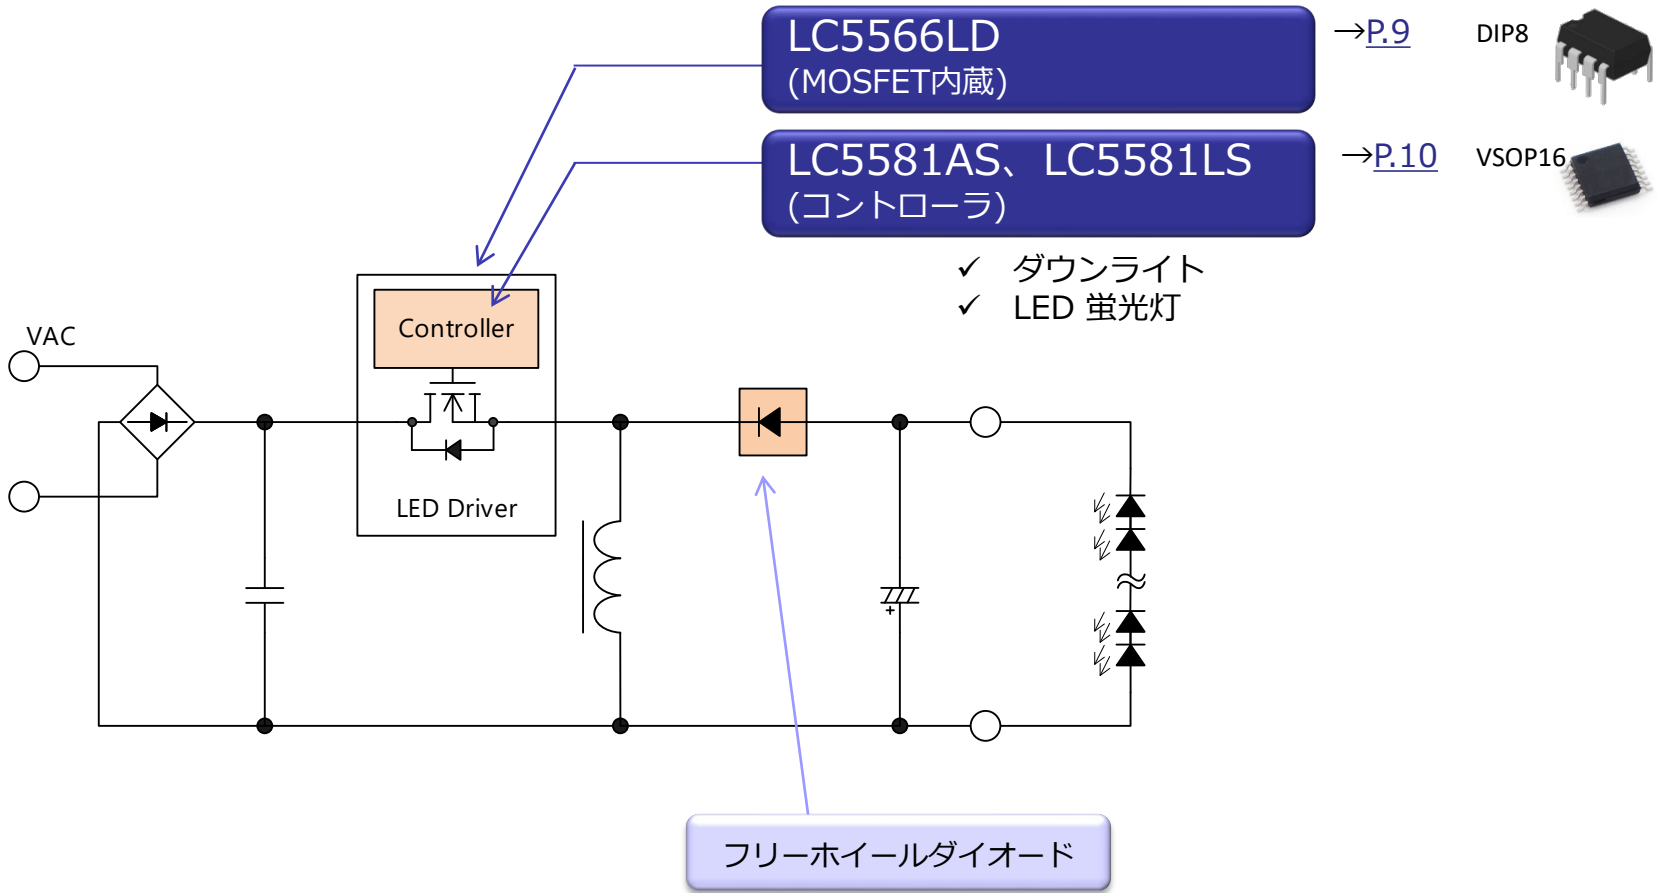 LC5566LD
(MOSFET内蔵)
→P.9
DIP8
LC5581AS、LC5581LS
(コントローラ)
→P.10
VSOP16
✓ ダウンライト
✓ LED 蛍光灯
VAC
Controller
LED Driver
+
フリーホイールダイオード